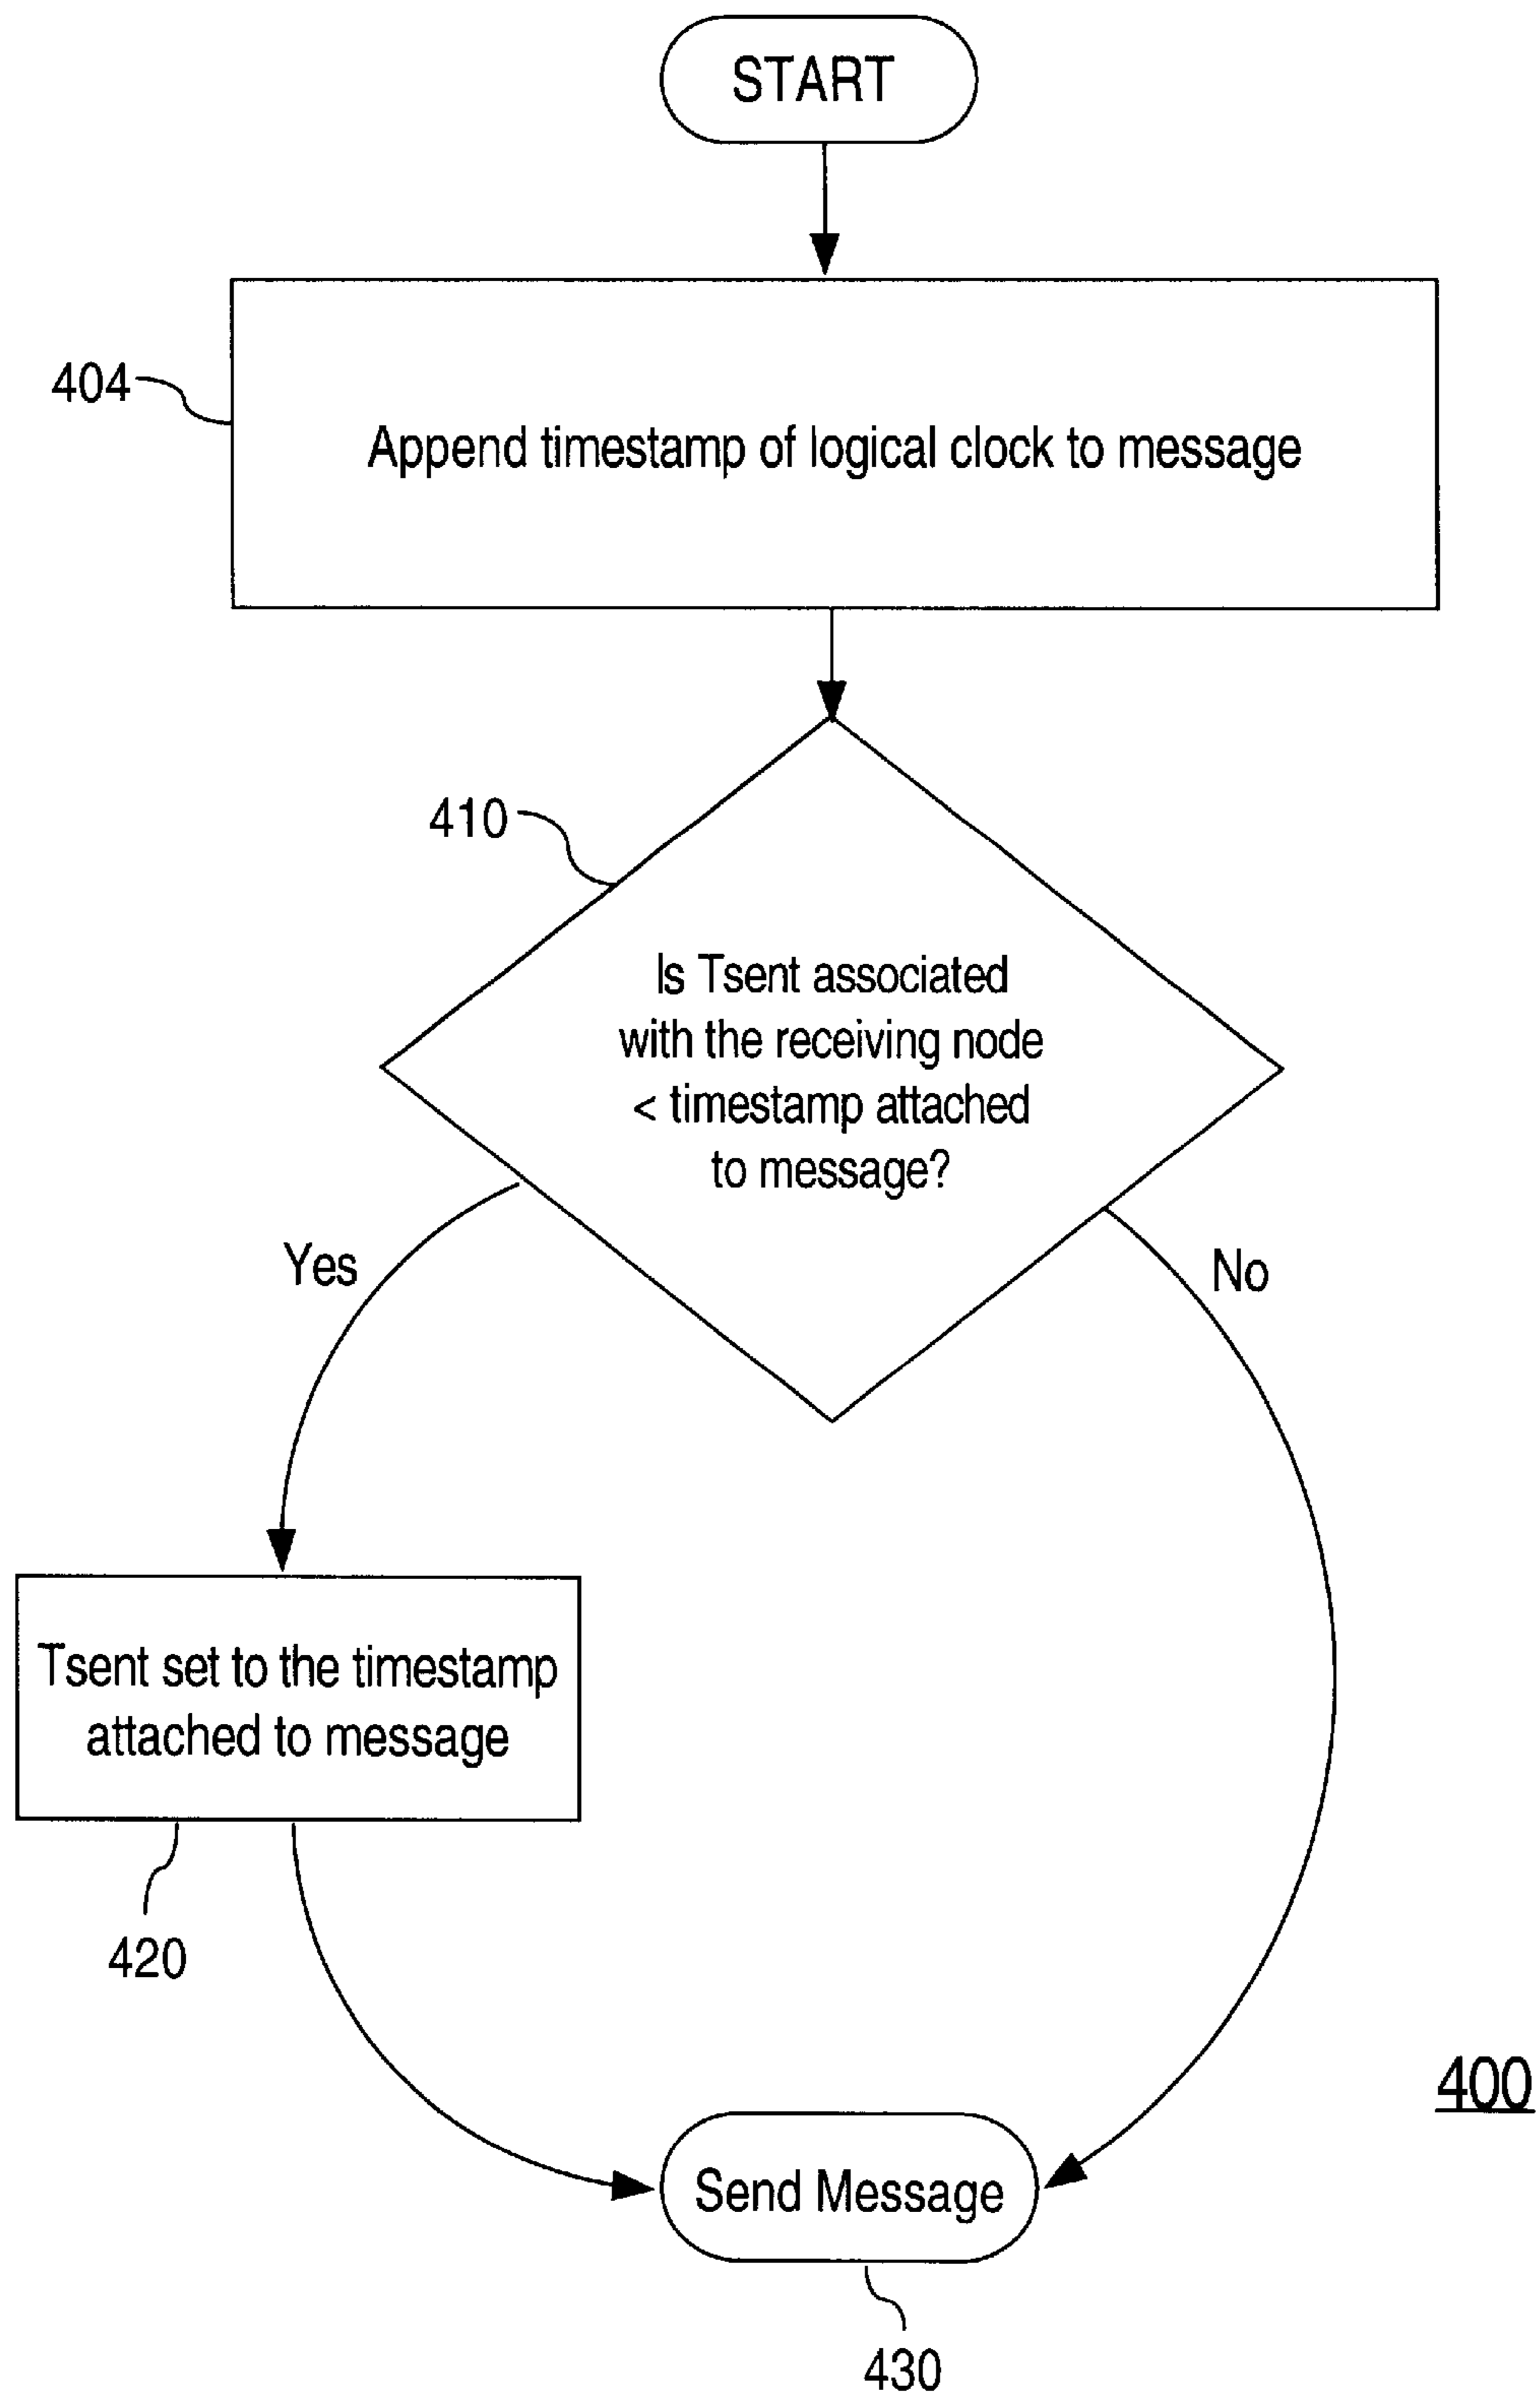 START
404
Append timestamp of logical clock to message
410
Is Tsent associated
with the receiving node
< timestamp attached
to message?
Yes
No
Tsent set to the timestamp
attached to message
420
400
Send Message
430